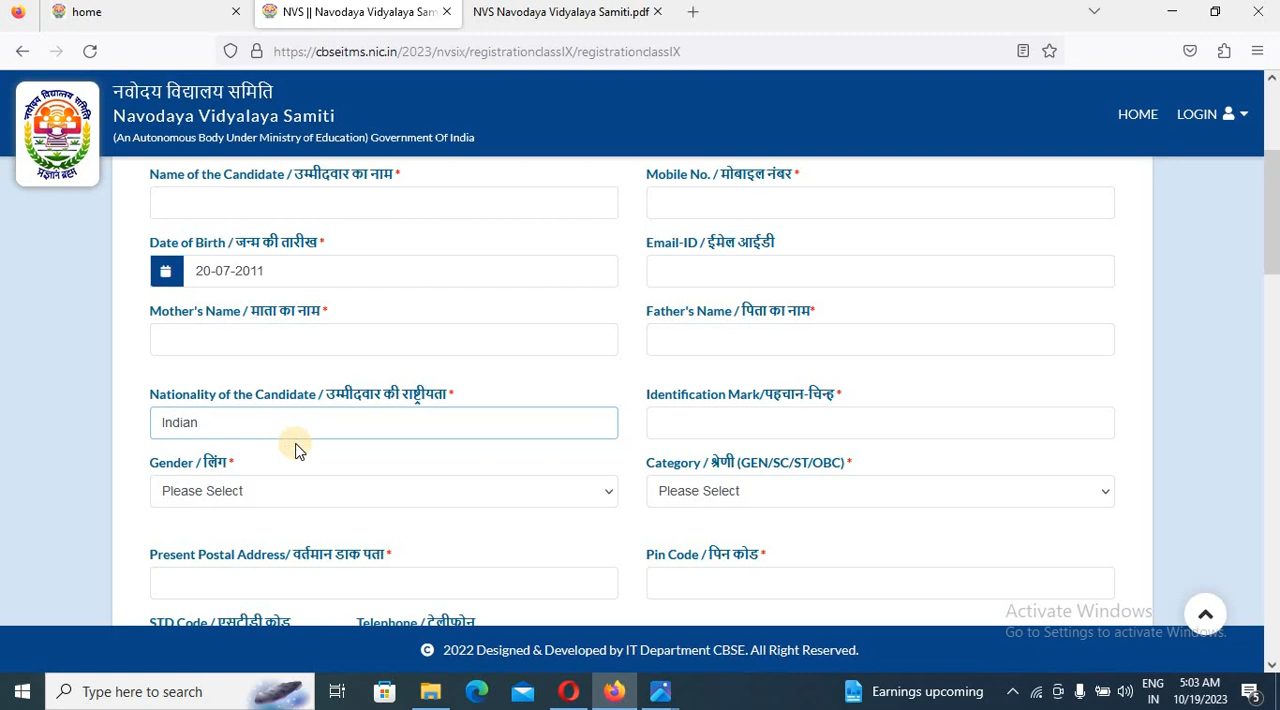 home
NVS || Navodaya Vidyalaya Sam
NVS Navodaya Vidyalaya Samiti.pdf
https://cbseitms.nic.in/2023/nvsix/registrationclassIX/registrationclassIX
नवोदय विद्यालय समिति
Navodaya Vidyalaya Samiti
(An Autonomous Body Under Ministry of Education) Government Of India
HOME LOGIN
Name of the Candidate / उम्मीदवार का नाम *
Mobile No. / मोबाइल नंबर *
Date of Birth / जन्म की तारीख *
Email-ID / ईमेल आईडी
20-07-2011
Mother's Name / माता का नाम *
Father's Name / पिता का नाम*
Nationality of the Candidate / उम्मीदवार की राष्ट्रीयता *
Identification Mark/पहचान-चिन्ह *
Indian
Gender / लिंग *
Category / श्रेणी (GEN/SC/ST/OBC) *
Please Select
Please Select
Present Postal Address/ वर्तमान डाक पता *
Pin Code / पिन कोड *
STD Code / एसटीडी कोड
Telephone / टेलीफोन
Activate Windows
Go to Settings to activate Windows.
2022 Designed & Developed by IT Department CBSE. All Right Reserved.
Type here to search
Earnings upcoming
ENG
IN
5:03 AM
10/19/2023
5